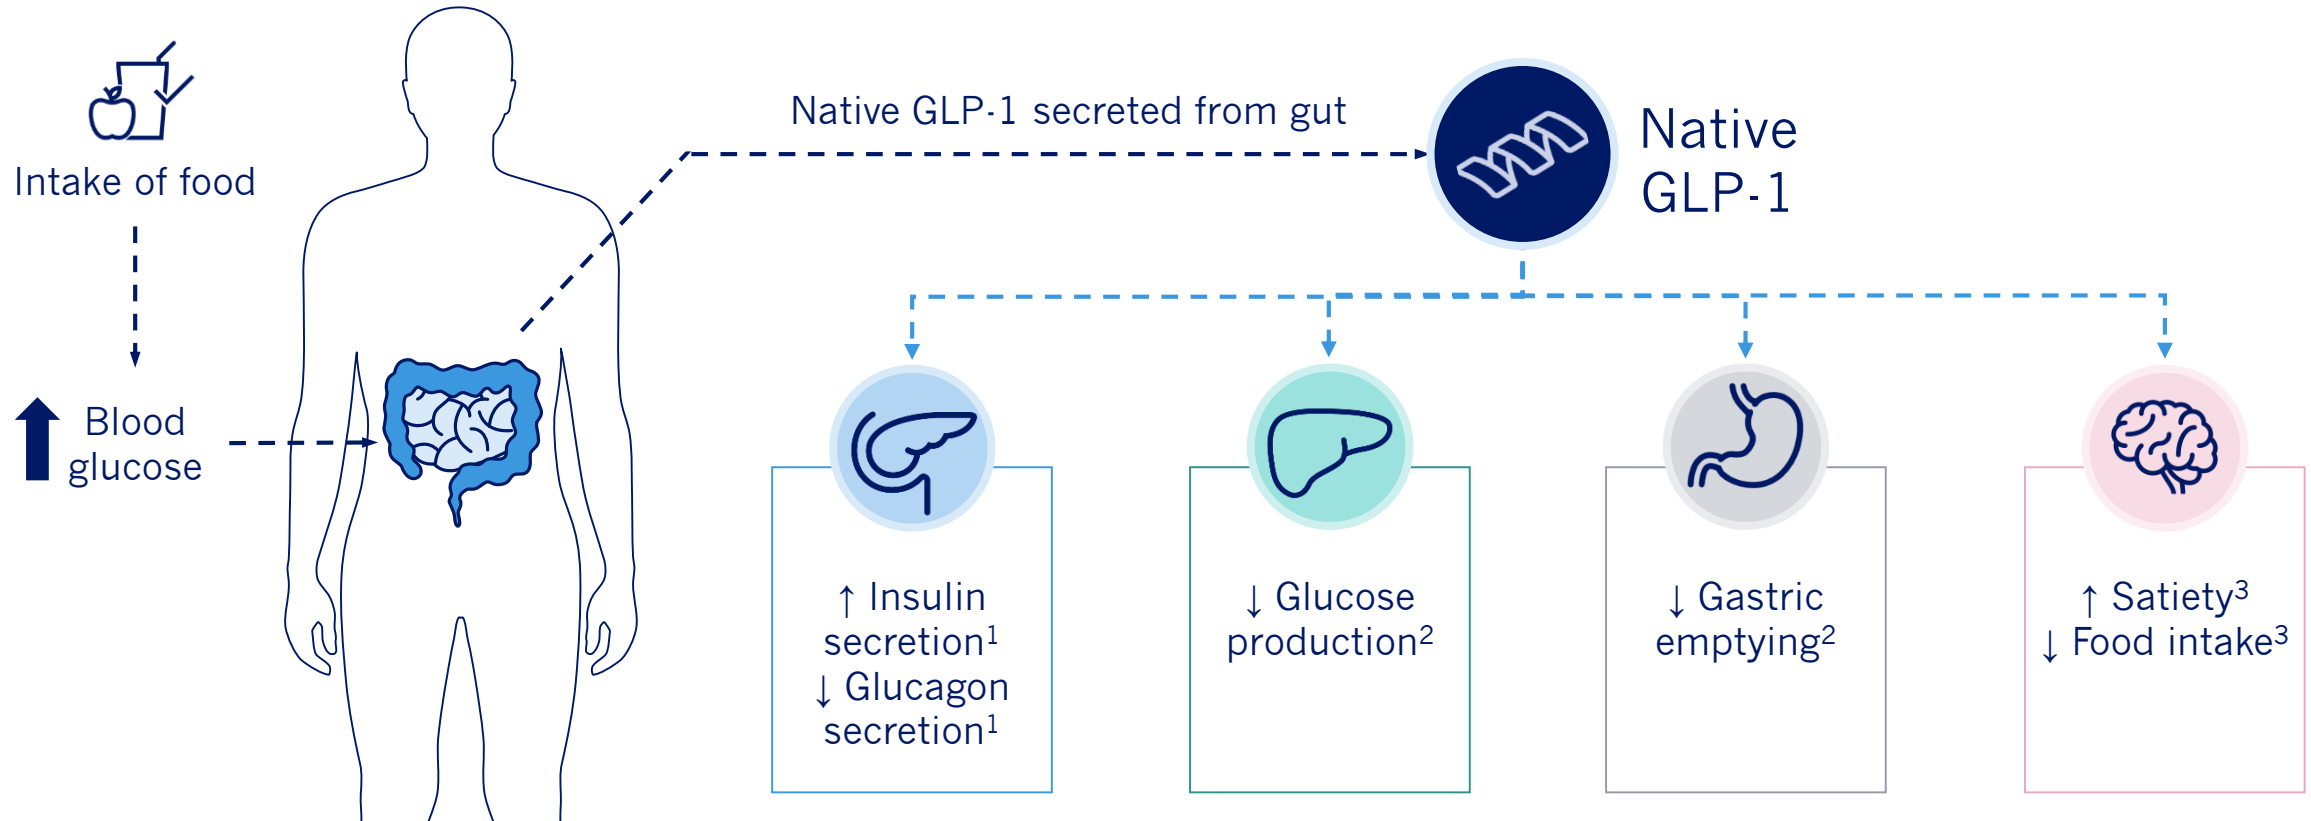 Intake of food
Blood
glucose
Native GLP-1 secreted from gut
Native
GLP-1
↑ Insulin
secretion¹
↓ Glucagon
secretion¹
↓ Glucose
production²
↓ Gastric
emptying²
↑ Satiety³
↓ Food intake³